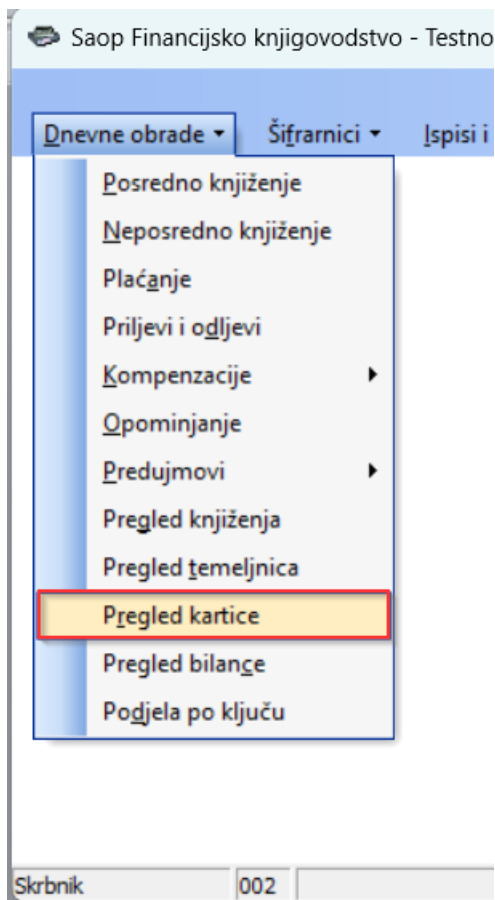 Saop Financijsko knjigovodstvo - Testno
Dnevne obrade Šifrarnici Ispisi i
Posredno knjiženje
Neposredno knjiženje
Plaćanje
Priljevi i odljevi
Kompenzacije
Opominjanje
Predujmovi
Pregled knjiženja
Pregled temeljnica
Pregled kartice
Pregled bilance
Podjela po ključu
Skrbnik 002